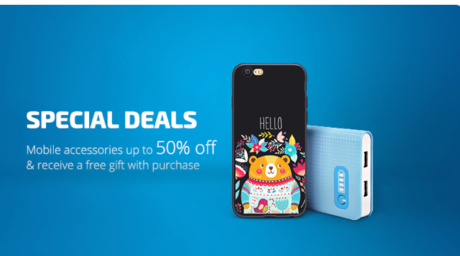 HELLO
SPECIAL DEALS
Mobile accessories up to 50% off
& receive a free gift with purchase